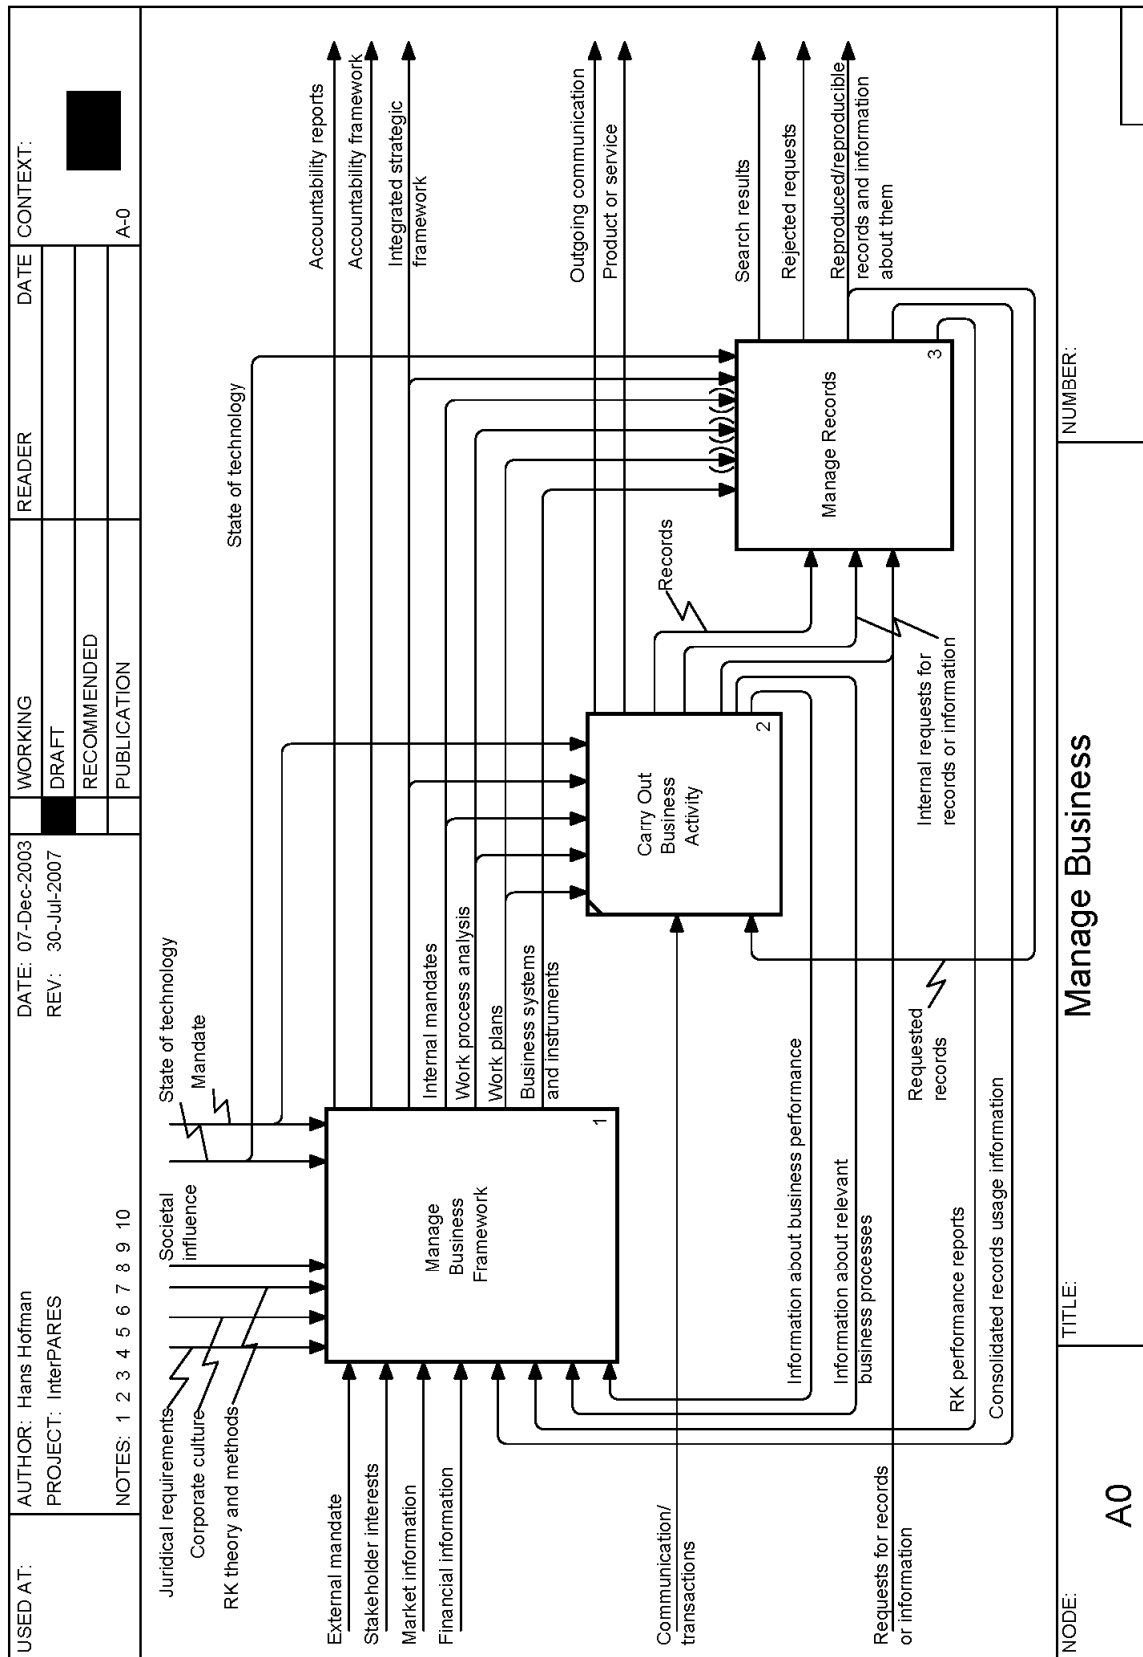 USED AT:
AUTHOR: Hans Hofman
PROJECT: InterPARES
NOTES: 1 2 3 4 5 6 7 8 9 10
DATE: 07-Dec-2003
REV: 30-Jul-2007
WORKING
DRAFT
RECOMMENDED
PUBLICATION
READER
DATE
CONTEXT:
A-0
Juridical requirements
Corporate culture
RK theory and methods
Societal
influence
State of technology
Mandate
State of technology
External mandate
Stakeholder interests
Market information
Financial information
Manage
Business
Framework
1
Accountability reports
Accountability framework
Integrated strategic
framework
Internal mandates
Work process analysis
Work plans
Business systems
and instruments
Communication/
transactions
Carry Out
Business
Activity
2
Outgoing communication
Product or service
Records
Manage Records
3
Search results
Rejected requests
Reproduced/reproducible
records and information
about them
Information about business performance
Information about relevant
business processes
Requests for records
or information
Requested
records
Internal requests for
records or information
RK performance reports
Consolidated records usage information
NODE:
A0
TITLE:
Manage Business
NUMBER: